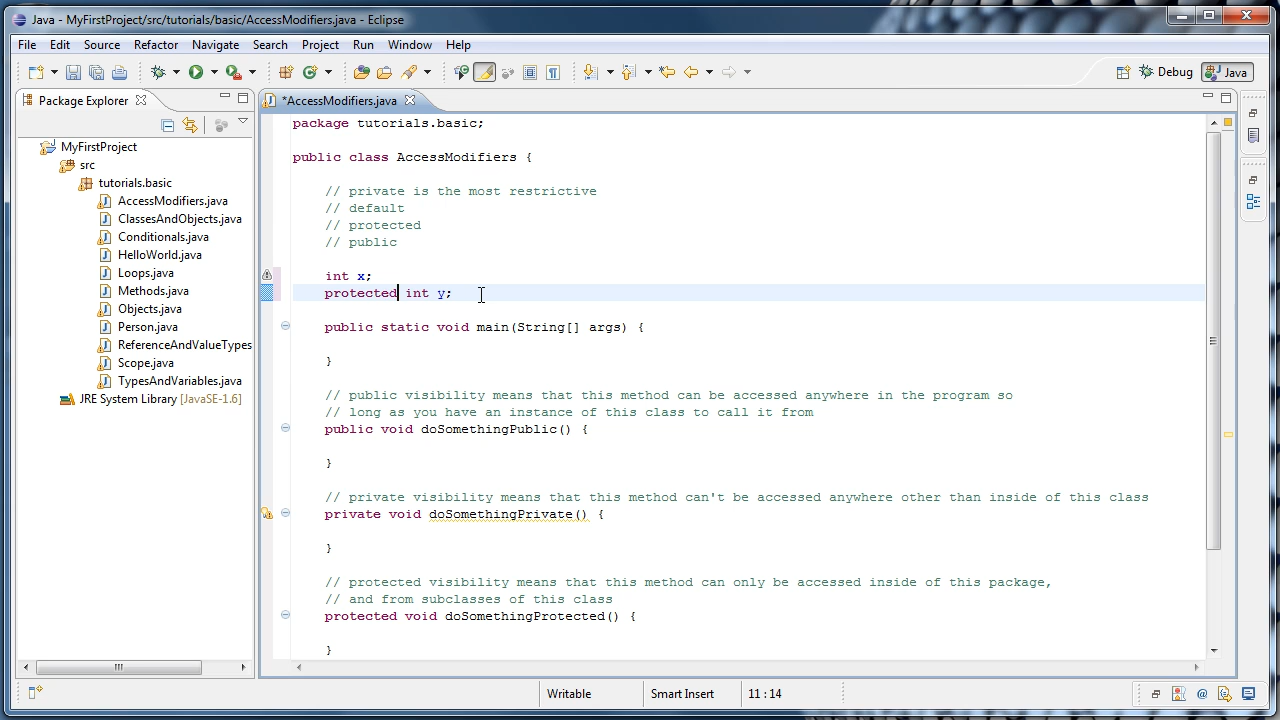 Java - MyFirstProject/src/tutorials/basic/AccessModifiers.java - Eclipse
File Edit Source Refactor Navigate Search Project Run Window Help
Debug Java
Package Explorer
*AccessModifiers.java
MyFirstProject
src
tutorials.basic
AccessModifiers.java
ClassesAndObjects.java
Conditionals.java
HelloWorld.java
Loops.java
Methods.java
Objects.java
Person.java
ReferenceAndValueTypes
Scope.java
TypesAndVariables.java
JRE System Library [JavaSE-1.6]
package tutorials.basic;
public class AccessModifiers {
// private is the most restrictive
// default
// protected
// public
int x;
protected int y;
public static void main(String[] args) {
}
// public visibility means that this method can be accessed anywhere in the program so
// long as you have an instance of this class to call it from
public void doSomethingPublic() {
}
// private visibility means that this method can't be accessed anywhere other than inside of this class
private void doSomethingPrivate() {
}
// protected visibility means that this method can only be accessed inside of this package,
// and from subclasses of this class
protected void doSomethingProtected() {
}
Writable Smart Insert 11 : 14